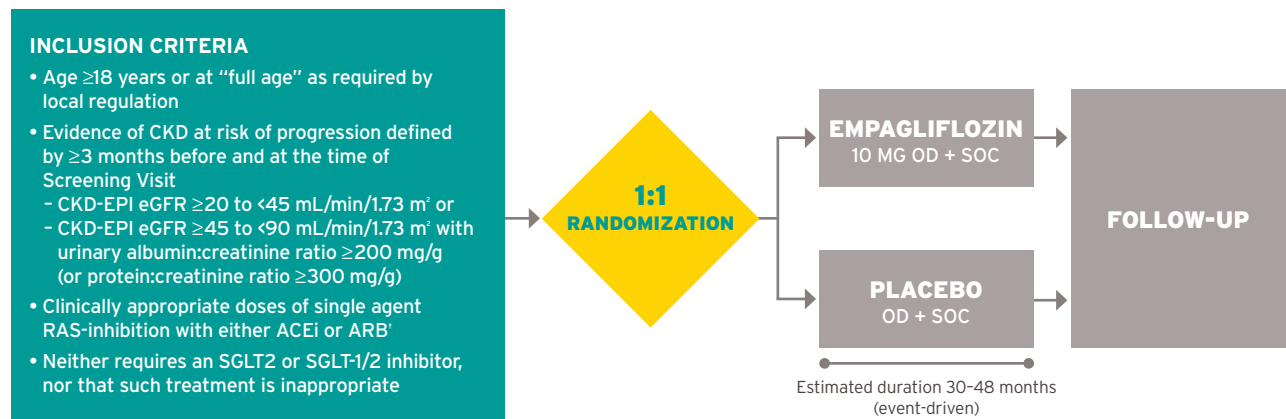 INCLUSION CRITERIA
• Age ≥18 years or at “full age” as required by
local regulation
• Evidence of CKD at risk of progression defined
by ≥3 months before and at the time of
Screening Visit
– CKD-EPI eGFR ≥20 to <45 mL/min/1.73 m² or
– CKD-EPI eGFR ≥45 to <90 mL/min/1.73 m² with
urinary albumin:creatinine ratio ≥200 mg/g
(or protein:creatinine ratio ≥300 mg/g)
• Clinically appropriate doses of single agent
RAS-inhibition with either ACEi or ARB†
• Neither requires an SGLT2 or SGLT-1/2 inhibitor,
nor that such treatment is inappropriate
1:1
RANDOMIZATION
EMPAGLIFLOZIN
10 MG OD + SOC
PLACEBO
OD + SOC
Estimated duration 30–48 months
(event-driven)
FOLLOW-UP